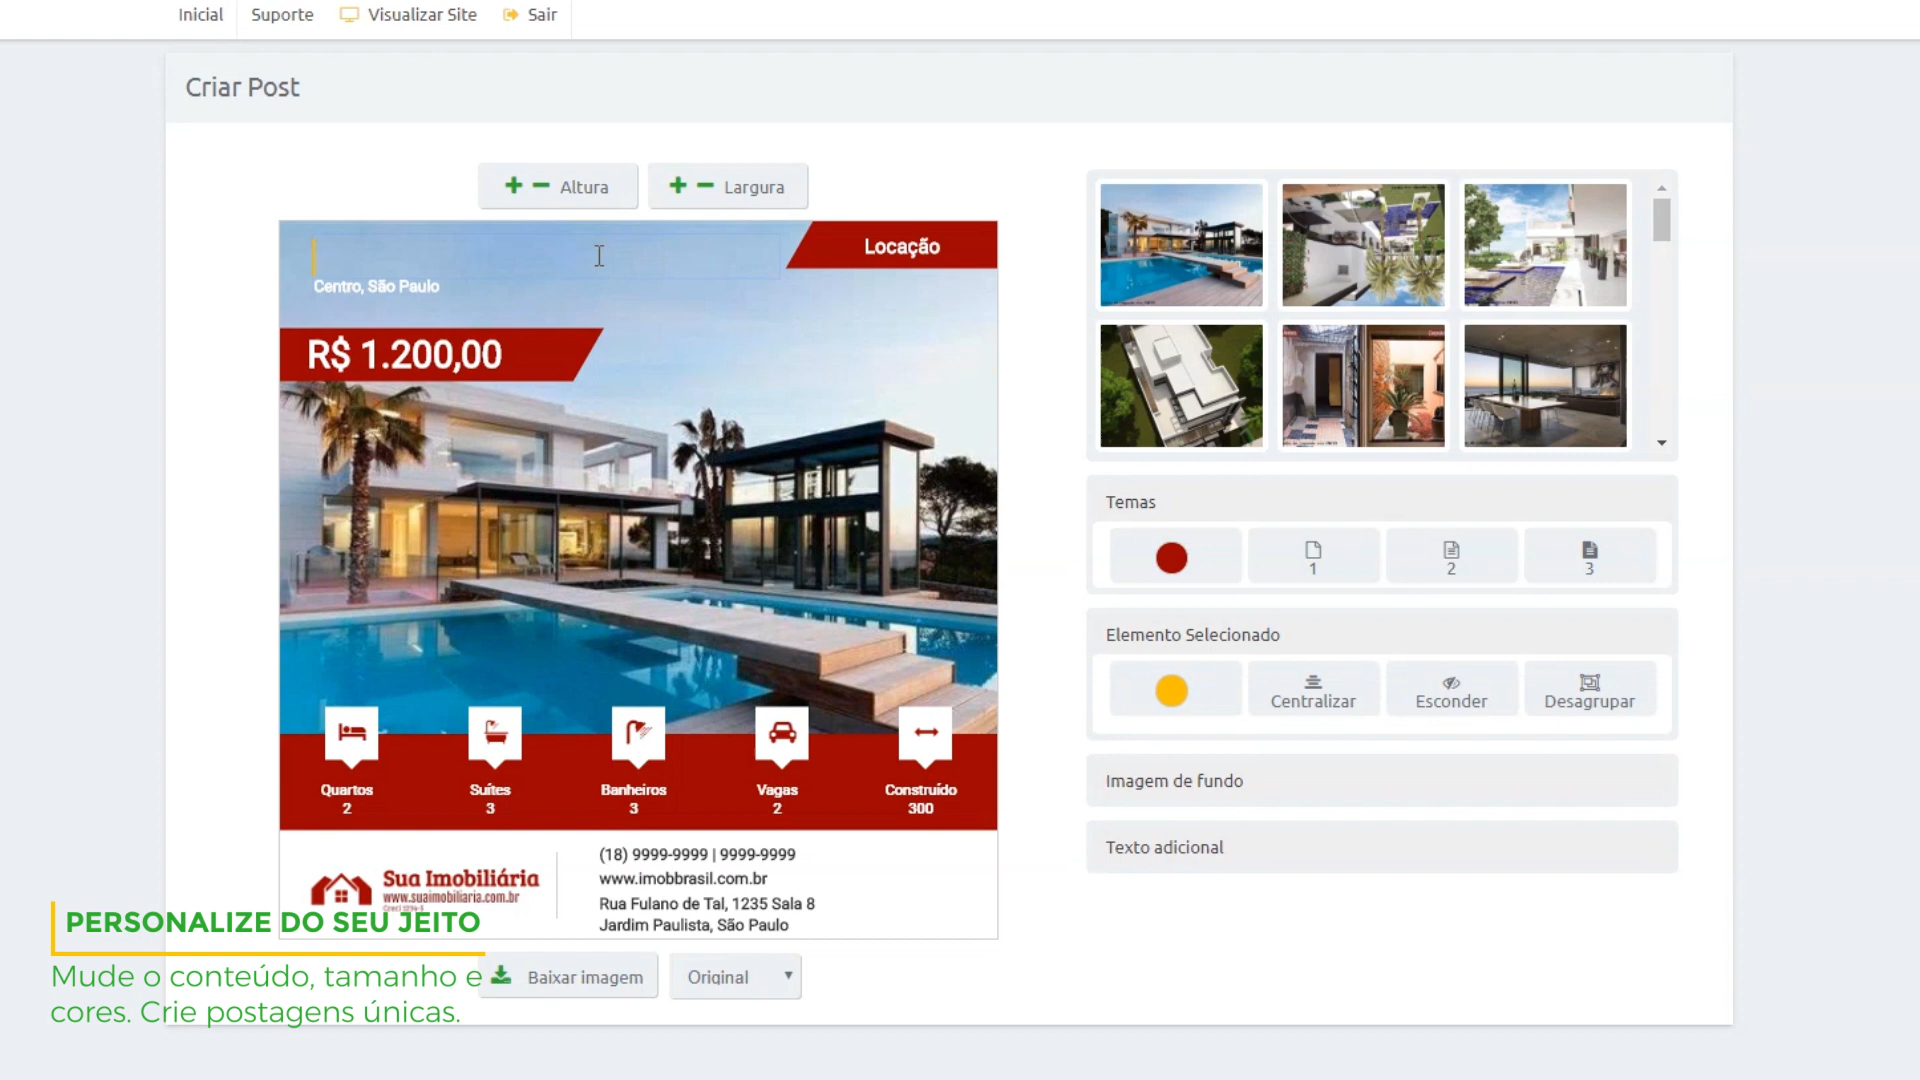 Inicial
Suporte
Visualizar Site
Sair
Criar Post
Altura
Largura
Locação
Centro, São Paulo
R$ 1.200,00
Quartos
2
Suítes
3
Banheiros
3
Vagas
2
Construído
300
Sua Imobiliária
www.suaimobiliaria.com.br
(18) 9999-9999 | 9999-9999
www.imobbrasil.com.br
Rua Fulano de Tal, 1235 Sala 8
Jardim Paulista, São Paulo
Baixar imagem
Original
Temas
1
2
3
Elemento Selecionado
Centralizar
Esconder
Desagrupar
Imagem de fundo
Texto adicional
PERSONALIZE DO SEU JEITO
Mude o conteúdo, tamanho e
cores. Crie postagens únicas.